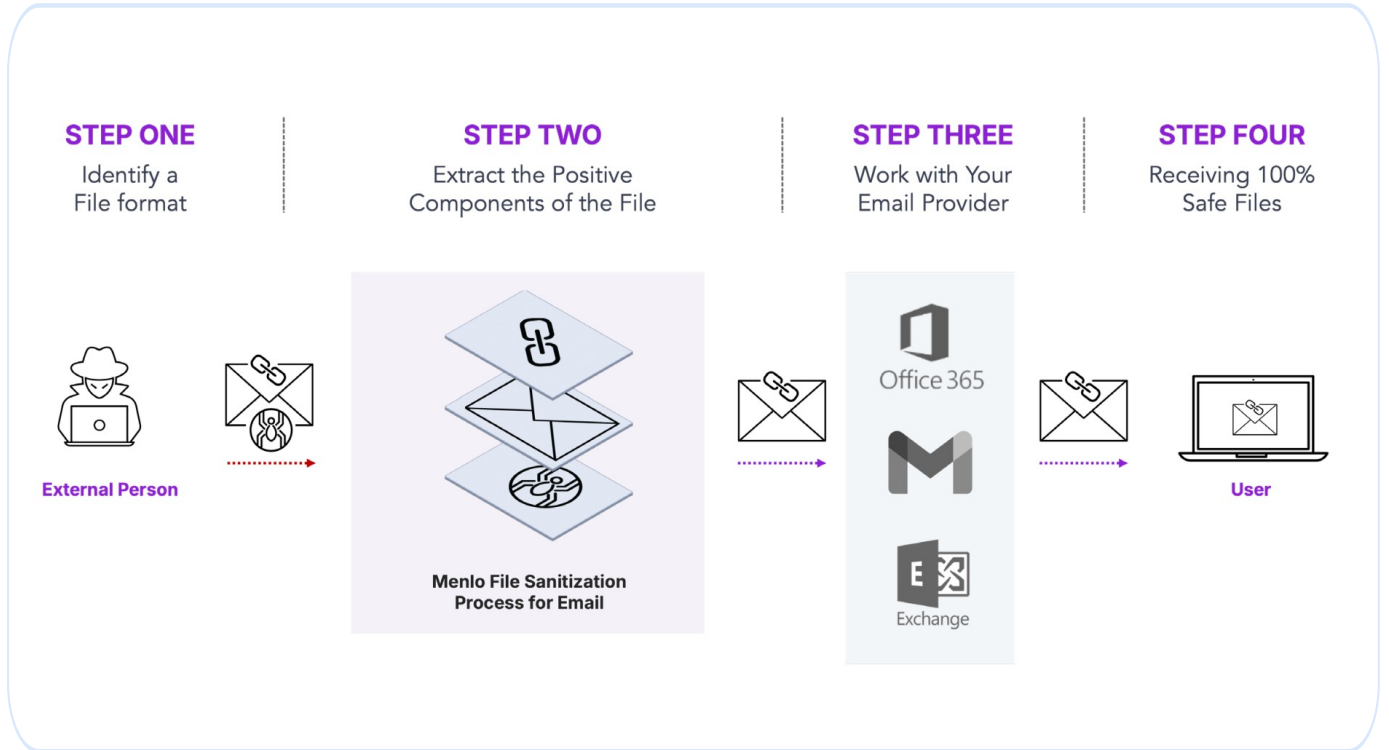 STEP ONE
Identify a
File format
STEP TWO
Extract the Positive
Components of the File
STEP THREE
Work with Your
Email Provider
STEP FOUR
Receiving 100%
Safe Files
External Person
Menlo File Sanitization
Process for Email
Office 365
E
Exchange
User